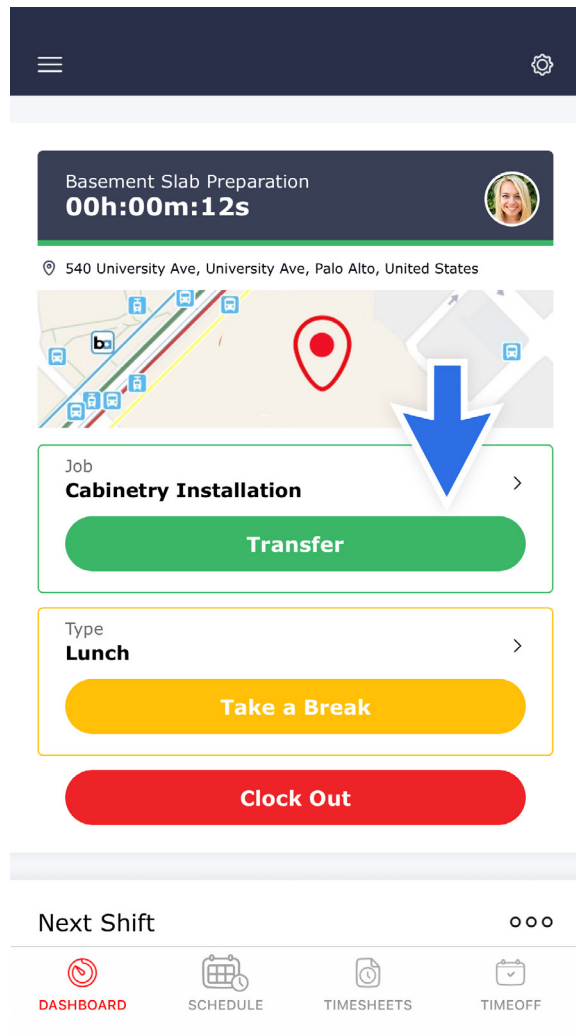 Basement Slab Preparation
00h:00m:12s
540 University Ave, University Ave, Palo Alto, United States
Job
Cabinetry Installation
Transfer
Type
Lunch
Take a Break
Clock Out
Next Shift
DASHBOARD SCHEDULE TIMESHEETS TIMEOFF